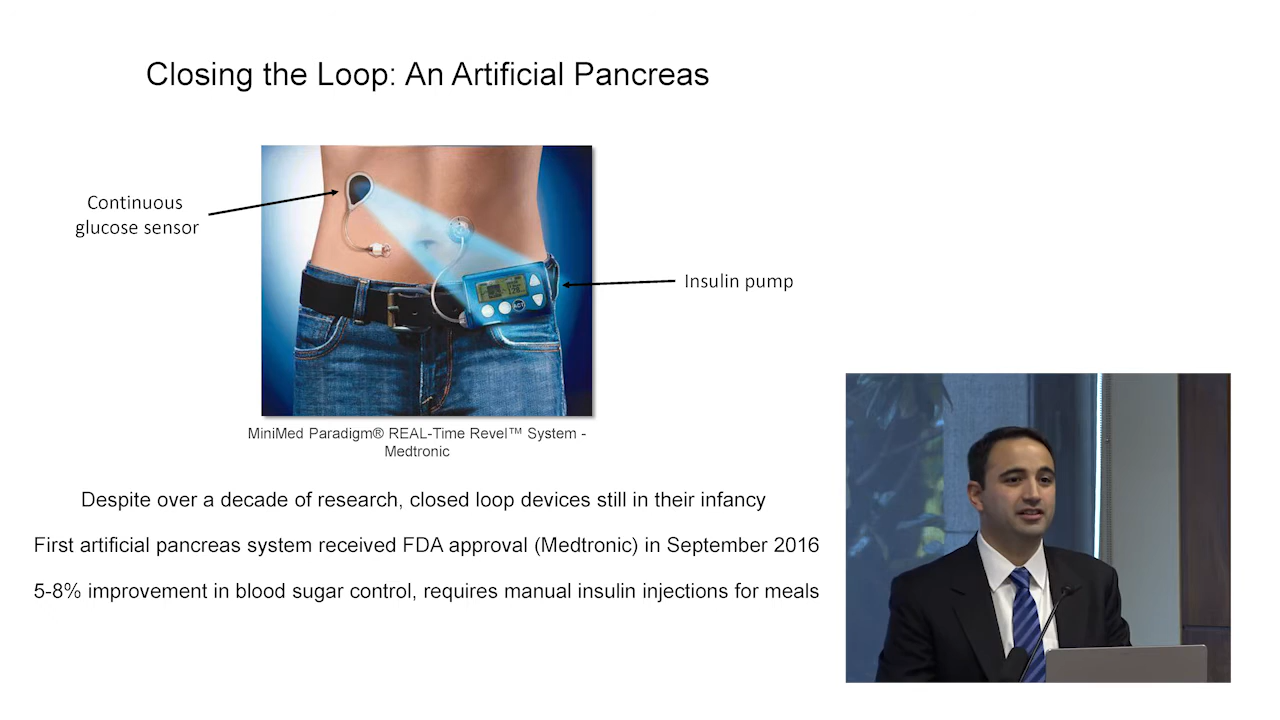 Closing the Loop: An Artificial Pancreas
Continuous
glucose sensor
Insulin pump
ACT
MiniMed Paradigm® REAL-Time Revel™ System -
Medtronic
Despite over a decade of research, closed loop devices still in their infancy
First artificial pancreas system received FDA approval (Medtronic) in September 2016
5-8% improvement in blood sugar control, requires manual insulin injections for meals